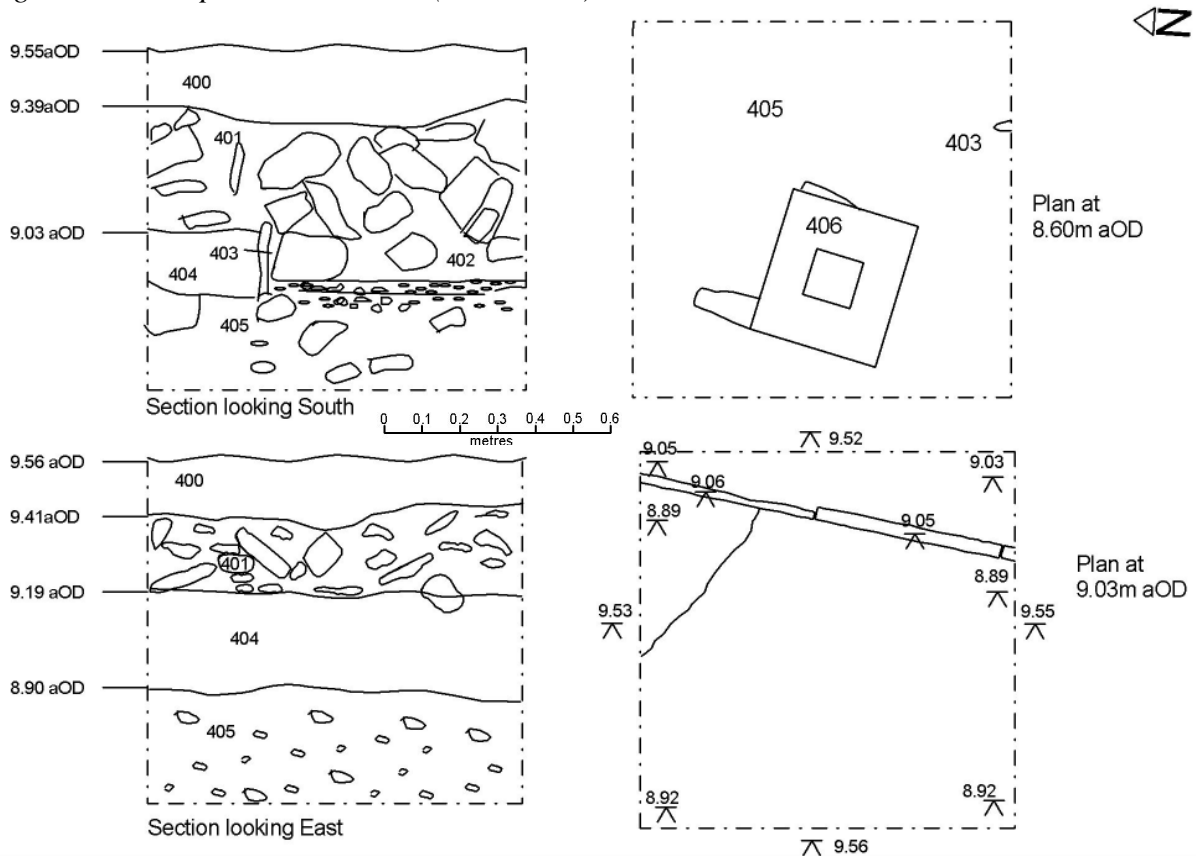 9.55aOD
400
9.39aOD
401
9.03 aOD
403
402
404
405
Section looking South
405
403
406
N
Plan at
8.60m aOD
0 0,1 0.2 0.3 0.4 0.5 0.6
metres
9.56 aOD
400
9.41aOD
401
9.19 aOD
404
8.90 aOD
405
Section looking East
9.52
9.05
9.03
9.06
8.89
9.05
8.89
9.53
9.55
8.92
8.92
9.56
Plan at
9.03m aOD